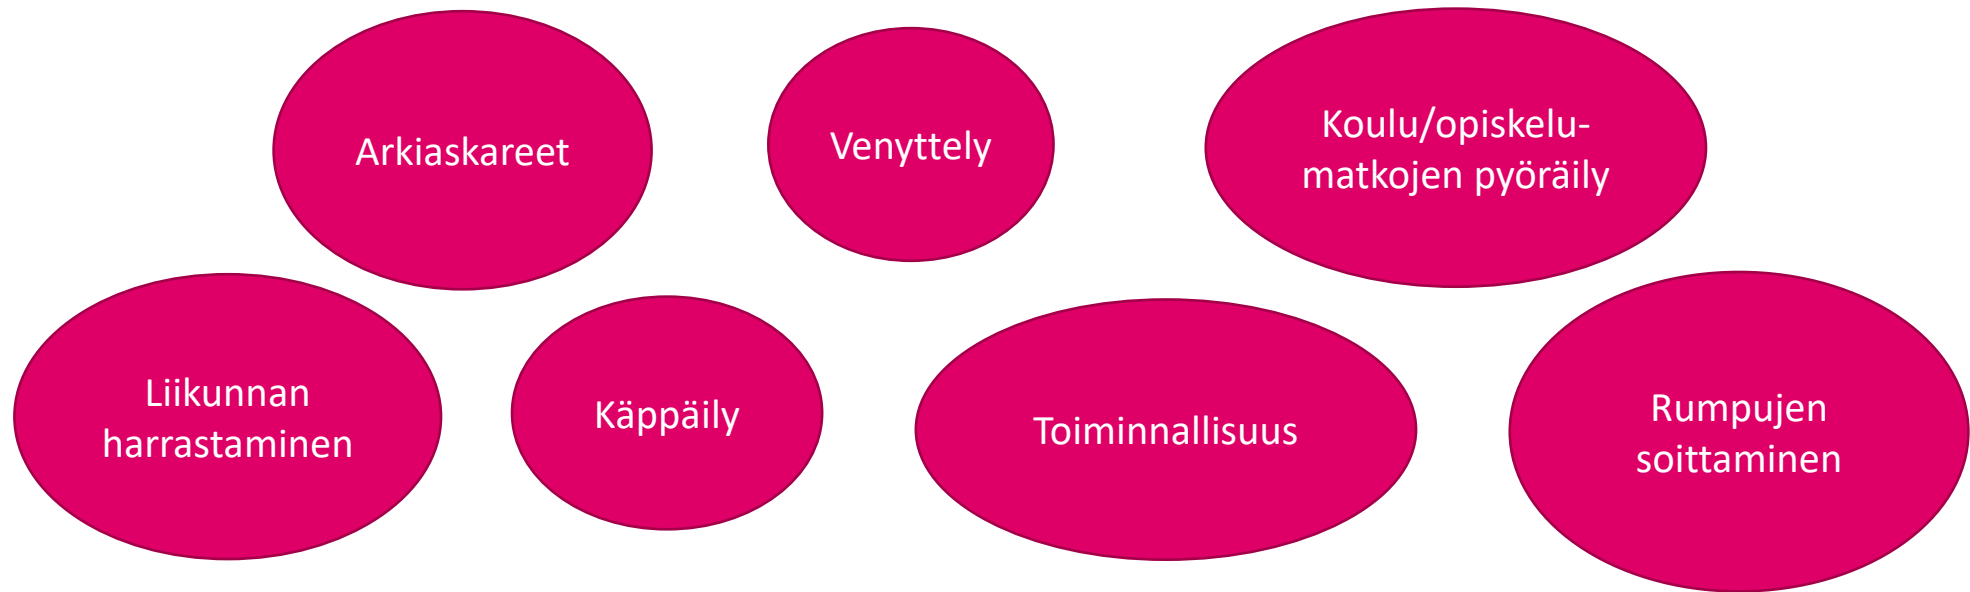 Arkiaskareet
Venyttely
Koulu/opiskelu-
matkojen pyöräily
Liikunnan
harrastaminen
Käppäily
Toiminnallisuus
Rumpujen
soittaminen